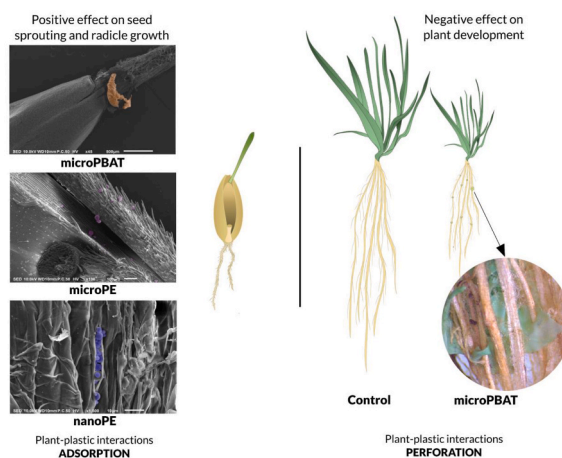 Positive effect on seed
sprouting and radicle growth
microPBAT
microPE
nanoPE
Plant-plastic interactions
ADSORPTION
Negative effect on
plant development
Control
microPBAT
Plant-plastic interactions
PERFORATION